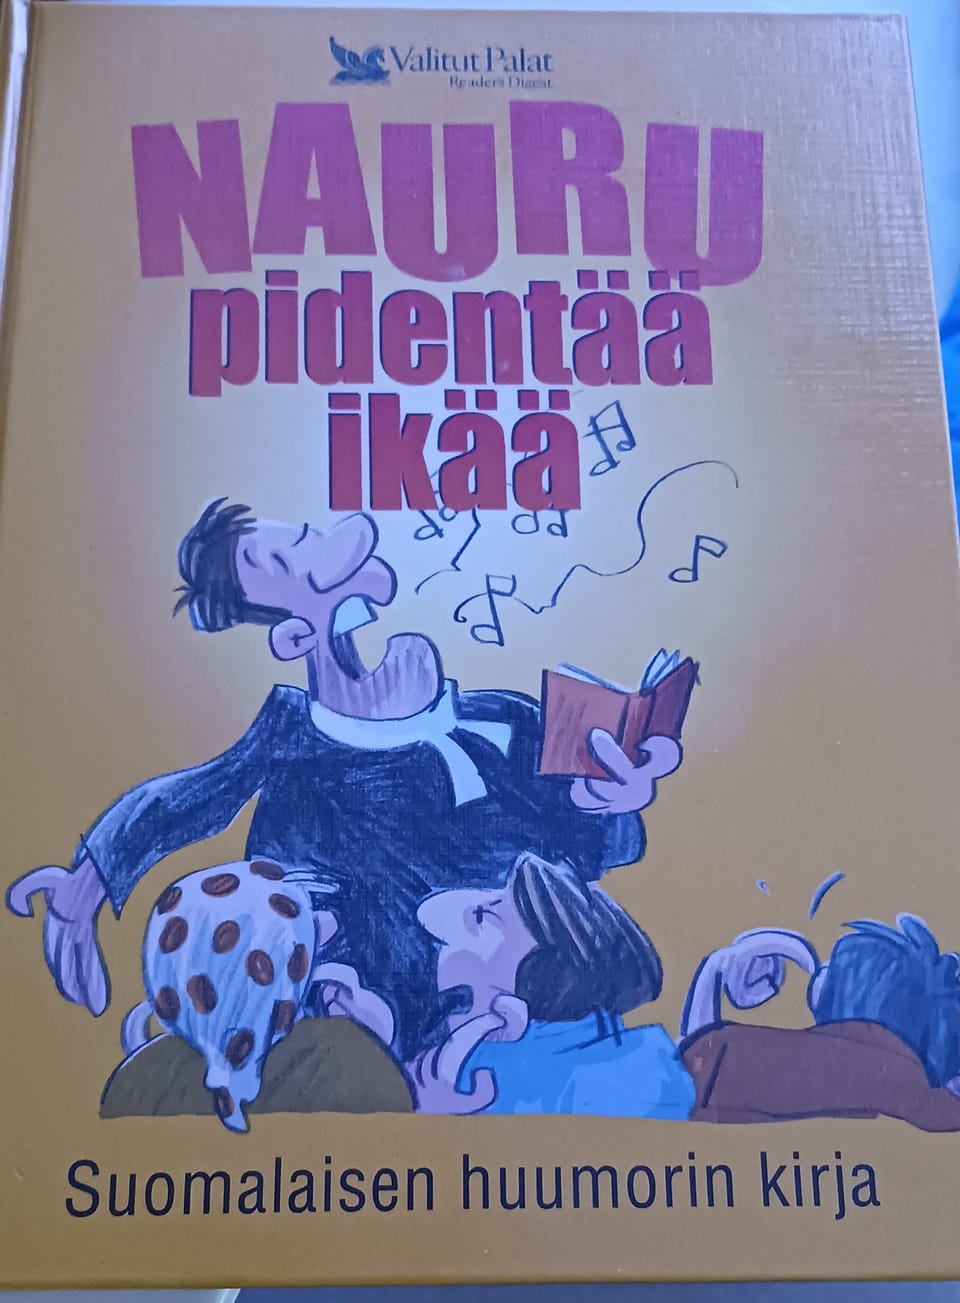 Valitut Palat
Reader's Digest
NAURU
pidentää
ikää
Suomalaisen huumorin kirja